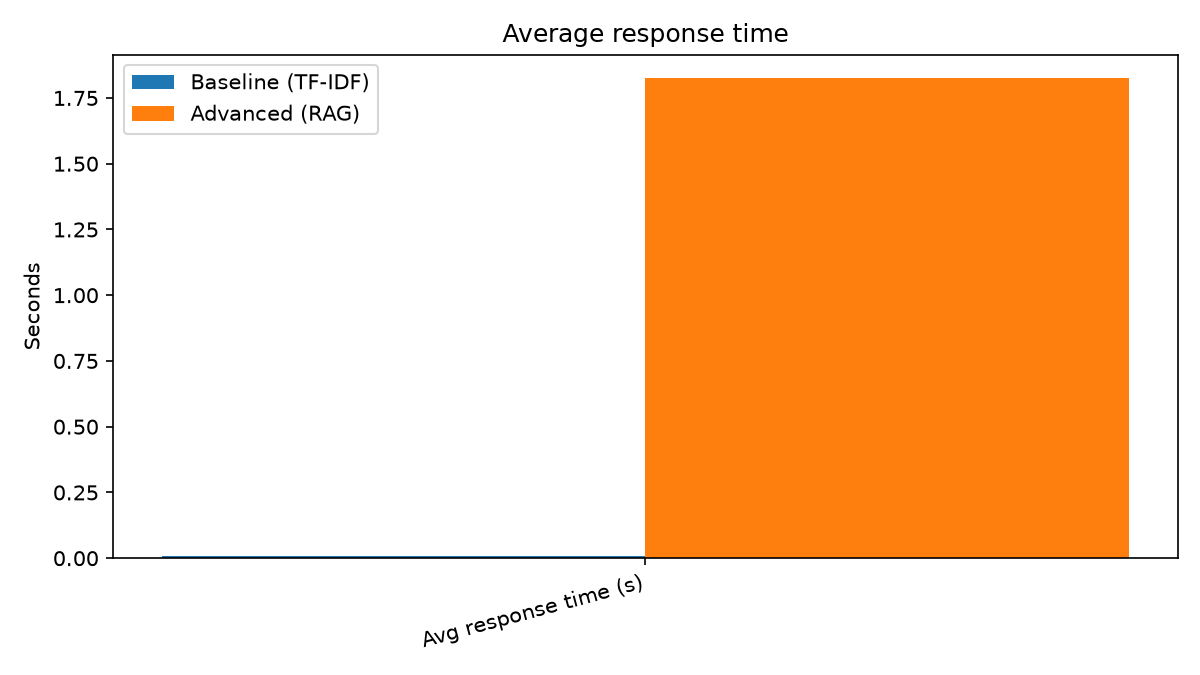 Average response time
Baseline (TF-IDF)
Advanced (RAG)
1.75
1.50
1.25
1.00
0.75
0.50
0.25
0.00
Seconds
Avg response time (s)